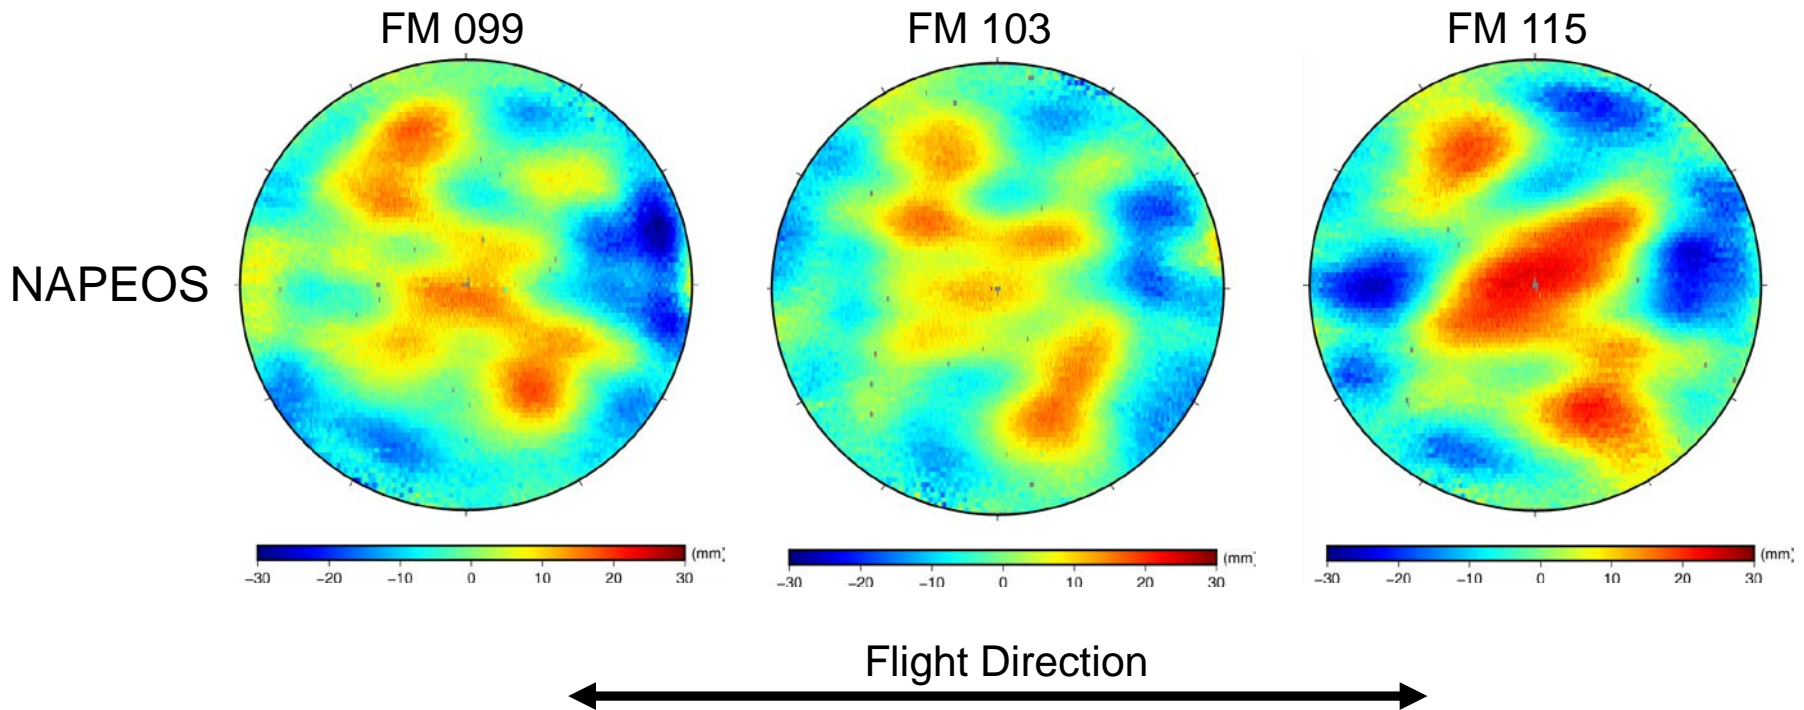 FM 099 FM 103 FM 115
NAPEOS
(mm) (mm) (mm)
−30 −20 −10 0 10 20 30 −30 −20 −10 0 10 20 30 −30 −20 −10 0 10 20 30
Flight Direction